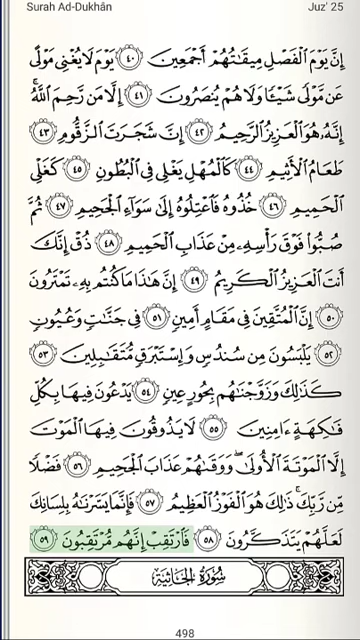 Surah Ad-Dukhân Juz' 25
إِنَّ يَوْمَ ٱلْفَصْلِ مِيقَـٰتُهُمْ أَجْمَعِينَ ٤٠ يَوْمَ لَا يُغْنِى مَوْلًى
عَن مَّوْلًى شَيْـًٔا وَلَا هُمْ يُنصَرُونَ ٤١ إِلَّا مَن رَّحِمَ ٱللَّهُ ۚ
إِنَّهُۥ هُوَ ٱلْعَزِيزُ ٱلرَّحِيمُ ٤٢ إِنَّ شَجَرَتَ ٱلزَّقُّومِ ٤٣
طَعَامُ ٱلْأَثِيمِ ٤٤ كَٱلْمُهْلِ يَغْلِى فِى ٱلْبُطُونِ ٤٥ كَغَلْىِ
ٱلْحَمِيمِ ٤٦ خُذُوهُ فَٱعْتِلُوهُ إِلَىٰ سَوَآءِ ٱلْجَحِيمِ ٤٧ ثُمَّ
صُبُّوا۟ فَوْقَ رَأْسِهِۦ مِنْ عَذَابِ ٱلْحَمِيمِ ٤٨ ذُقْ إِنَّكَ
أَنتَ ٱلْعَزِيزُ ٱلْكَرِيمُ ٤٩ إِنَّ هَـٰذَا مَا كُنتُم بِهِۦ تَمْتَرُونَ
٥٠ إِنَّ ٱلْمُتَّقِينَ فِى مَقَامٍ أَمِينٍ ٥١ فِى جَنَّـٰتٍ وَعُيُونٍ
٥٢ يَلْبَسُونَ مِن سُندُسٍ وَإِسْتَبْرَقٍ مُّتَقَـٰبِلِينَ ٥٣
كَذَٰلِكَ وَزَوَّجْنَـٰهُم بِحُورٍ عِينٍ ٥٤ يَدْعُونَ فِيهَا بِكُلِّ
فَـٰكِهَةٍ ءَامِنِينَ ٥٥ لَا يَذُوقُونَ فِيهَا ٱلْمَوْتَ
إِلَّا ٱلْمَوْتَةَ ٱلْأُولَىٰ ۖ وَوَقَىٰهُمْ عَذَابَ ٱلْجَحِيمِ ٥٦ فَضْلًا
مِّن رَّبِّكَ ۚ ذَٰلِكَ هُوَ ٱلْفَوْزُ ٱلْعَظِيمُ ٥٧ فَإِنَّمَا يَسَّرْنَـٰهُ بِلِسَانِكَ
لَعَلَّهُمْ يَتَذَكَّرُونَ ٥٨ فَٱرْتَقِبْ إِنَّهُم مُّرْتَقِبُونَ ٥٩
سُورَةُ الجَاثِيَةِ
498